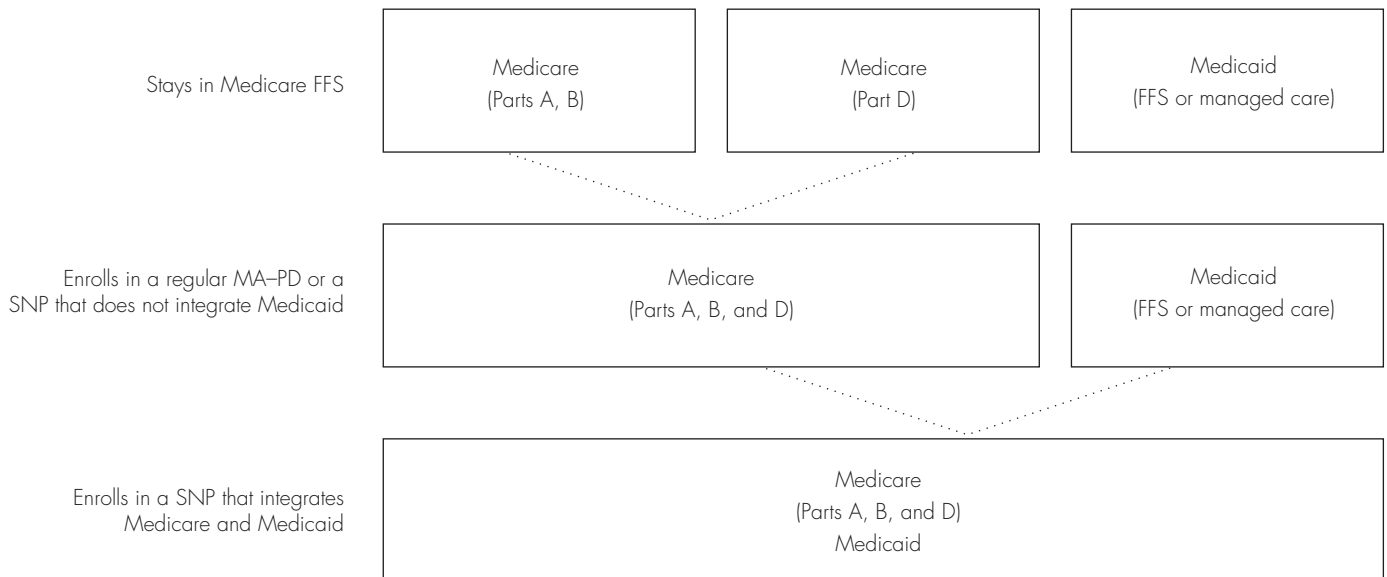 Stays in Medicare FFS
Medicare
(Parts A, B)
Medicare
(Part D)
Medicaid
(FFS or managed care)
Enrolls in a regular MA–PD or a
SNP that does not integrate Medicaid
Medicare
(Parts A, B, and D)
Medicaid
(FFS or managed care)
Enrolls in a SNP that integrates
Medicare and Medicaid
Medicare
(Parts A, B, and D)
Medicaid